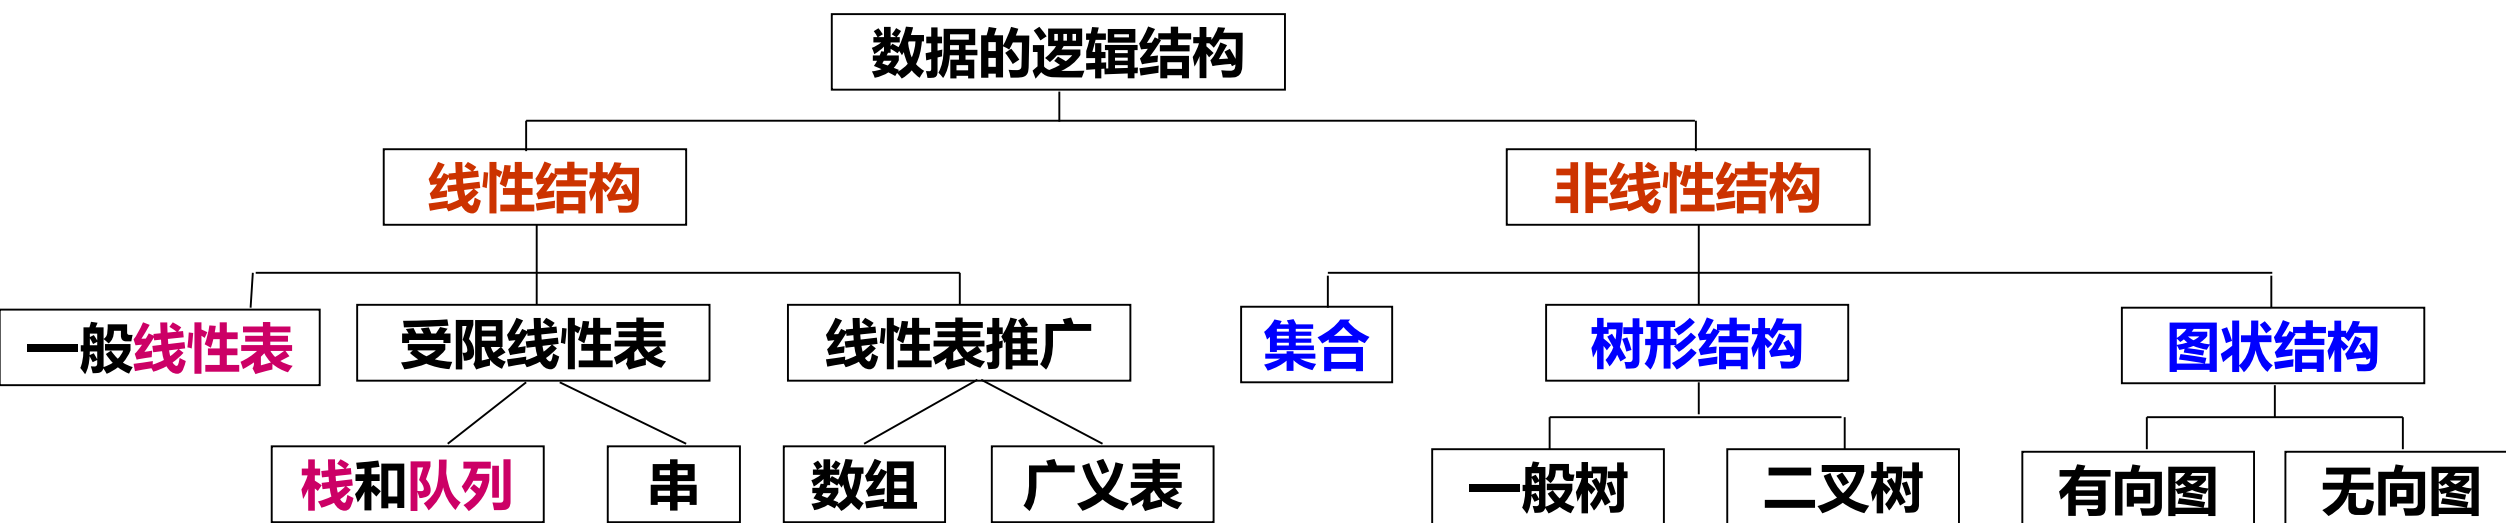 数据的逻辑结构
线性结构
非线性结构
一般线性表
受限线性表
线性表推广
集合
树形结构
图状结构
栈和队列
串
数组
广义表
一般树
二叉树
有向图
无向图